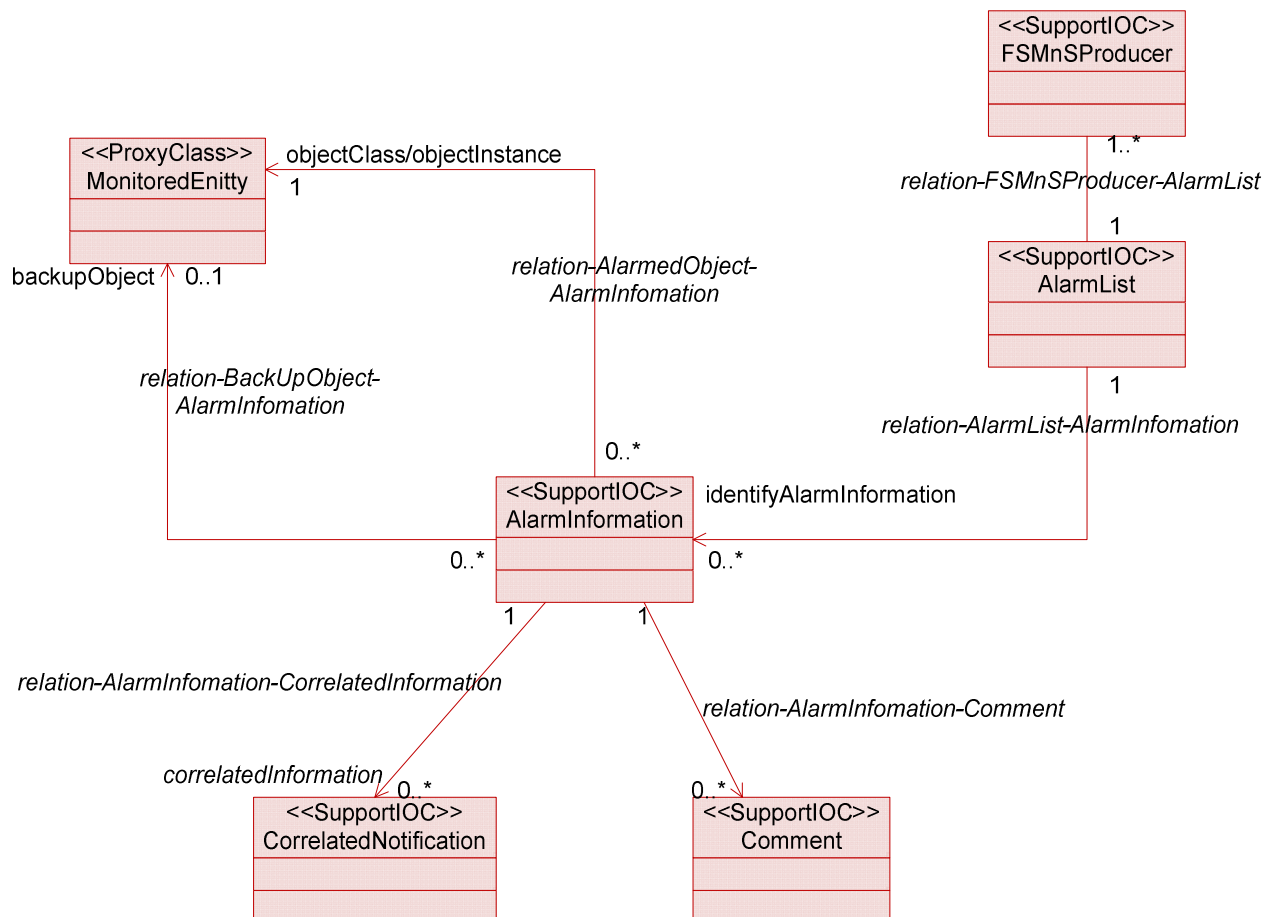 <<SupportIOC>>
FSMnSProducer
1..*
relation-FSMnSProducer-AlarmList
1
<<SupportIOC>>
AlarmList
1
relation-AlarmList-AlarmInfomation
<<ProxyClass>>
MonitoredEnitty
objectClass/objectInstance
1
backupObject
0..1
relation-AlarmedObject-
AlarmInfomation
relation-BackUpObject-
AlarmInfomation
0..*
<<SupportIOC>>
AlarmInformation
identifyAlarmInformation
0..*
0..*
1
1
relation-AlarmInfomation-CorrelatedInformation
relation-AlarmInfomation-Comment
correlatedInformation
0..*
0..*
<<SupportIOC>>
CorrelatedNotification
<<SupportIOC>>
Comment